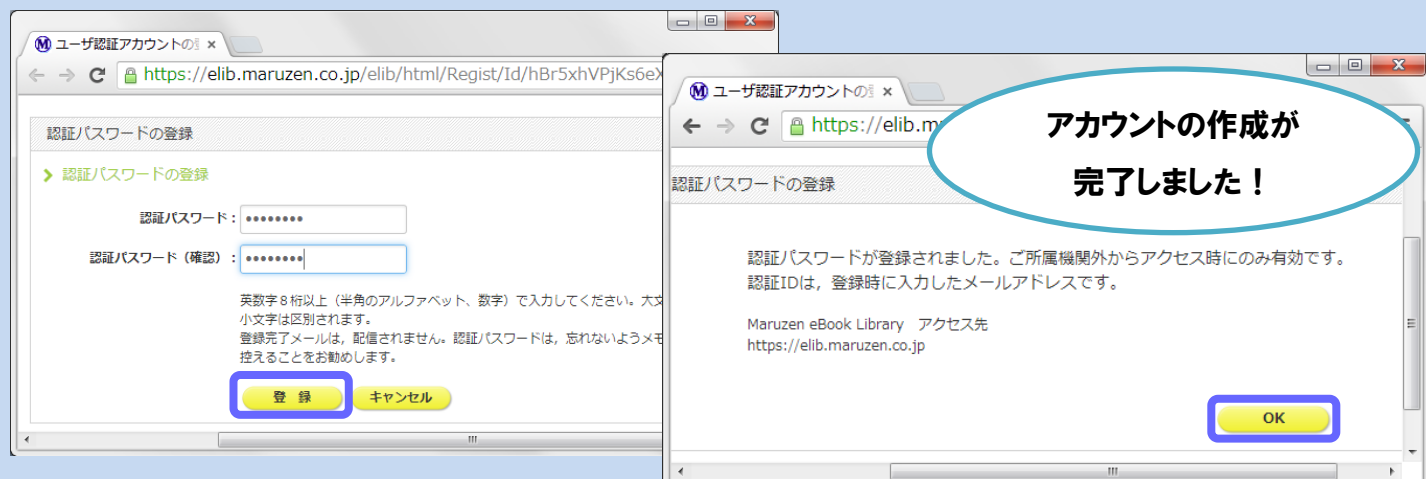 ユーザ認証アカウントの
https://elib.maruzen.co.jp/elib/html/Regist/Id/hBr5xhVPjKs6eX
認証パスワードの登録
認証パスワードの登録
認証パスワード:
認証パスワード(確認):
英数字8桁以上(半角のアルファベット、数字)で入力してください。大文
小文字は区別されます。
登録完了メールは,配信されません。認証パスワードは,忘れないようメモ
控えることをお勧めします。
登 録
キャンセル
ユーザ認証アカウントの
https://elib.m
アカウントの作成が
完了しました!
認証パスワードの登録
認証パスワードが登録されました。ご所属機関外からアクセス時にのみ有効です。
認証IDは,登録時に入力したメールアドレスです。
Maruzen eBook Library アクセス先
https://elib.maruzen.co.jp
OK